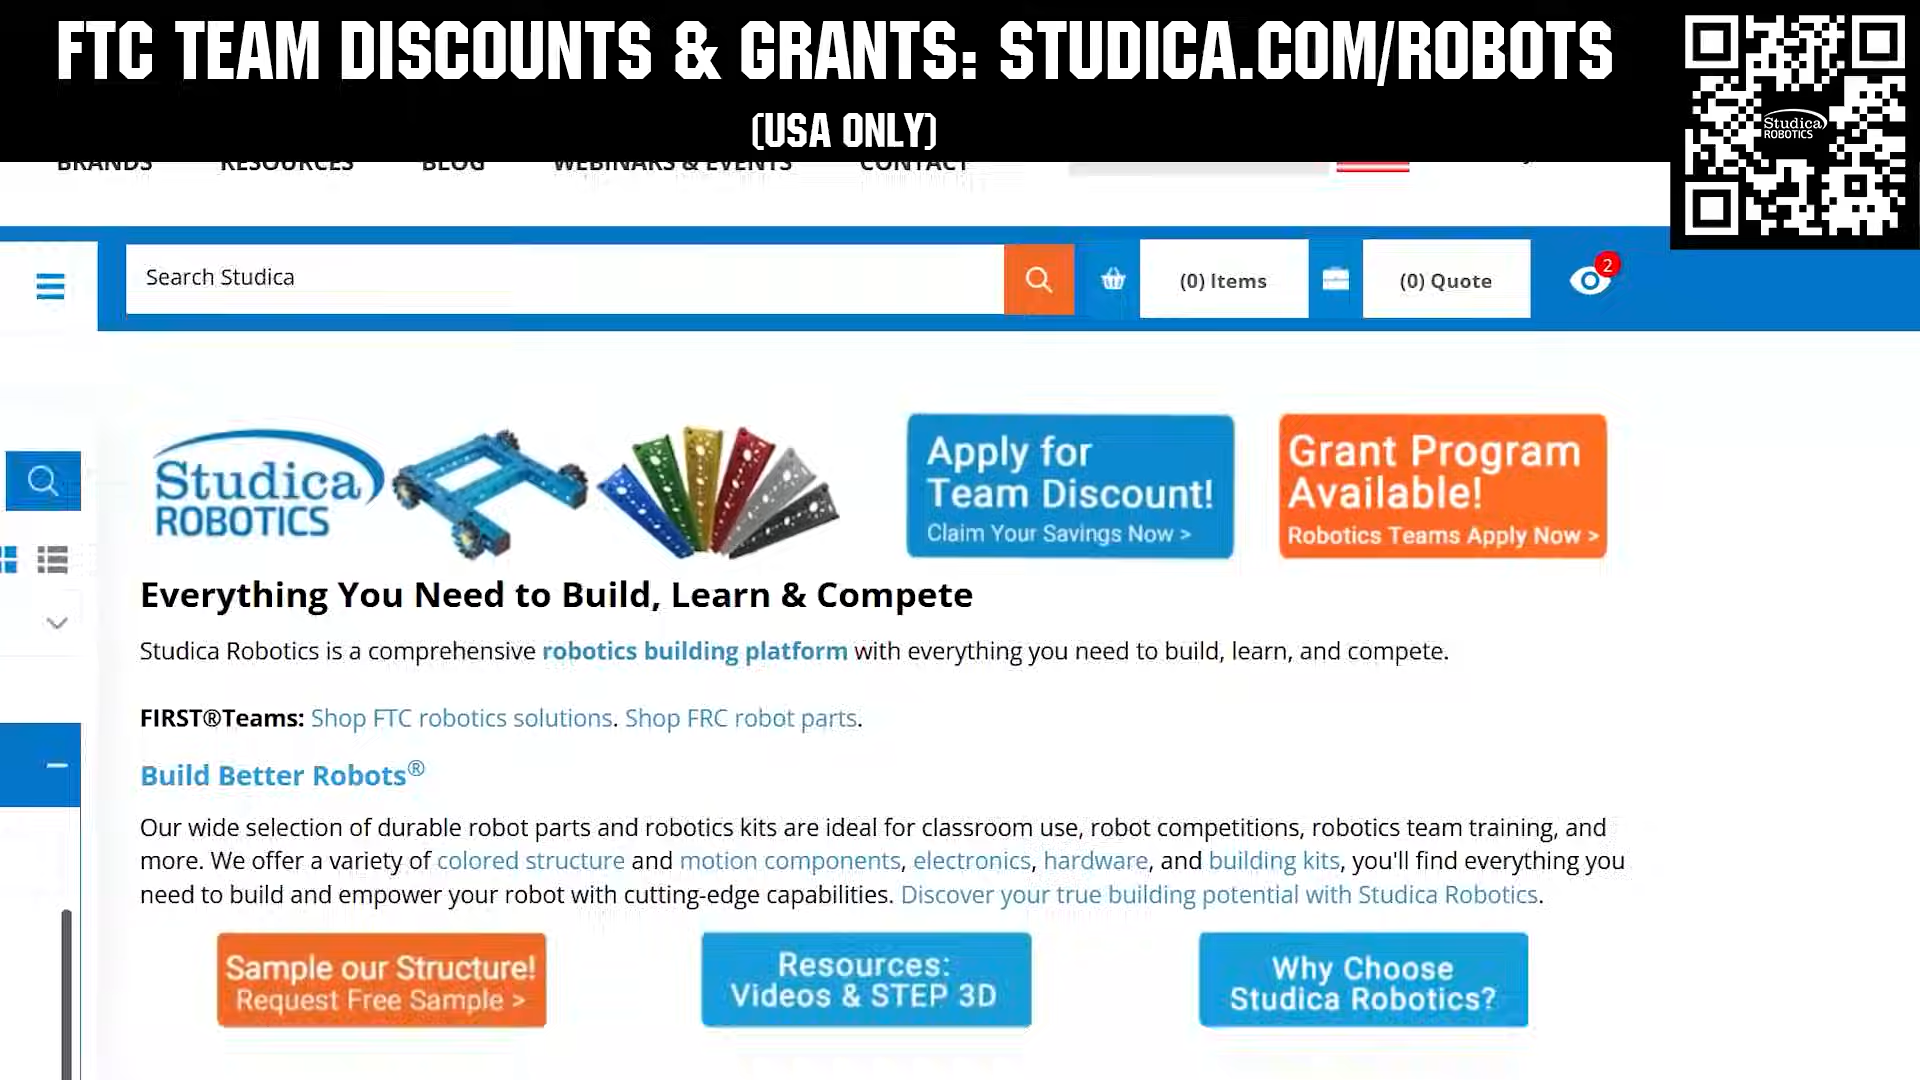 FTC TEAM DISCOUNTS & GRANTS: STUDICA.COM/ROBOTS
(USA ONLY)
Studica
ROBOTICS
BRANDS RESOURCES BLOG WEBINARS & EVENTS CONTACT
Search Studica
(0) Items
(0) Quote
2
Studica
ROBOTICS
Apply for
Team Discount!
Claim Your Savings Now >
Grant Program
Available!
Robotics Teams Apply Now >
Everything You Need to Build, Learn & Compete
Studica Robotics is a comprehensive robotics building platform with everything you need to build, learn, and compete.
FIRST®Teams: Shop FTC robotics solutions. Shop FRC robot parts.
Build Better Robots®
Our wide selection of durable robot parts and robotics kits are ideal for classroom use, robot competitions, robotics team training, and
more. We offer a variety of colored structure and motion components, electronics, hardware, and building kits, you'll find everything you
need to build and empower your robot with cutting-edge capabilities. Discover your true building potential with Studica Robotics.
Sample our Structure!
Request Free Sample >
Resources:
Videos & STEP 3D
Why Choose
Studica Robotics?